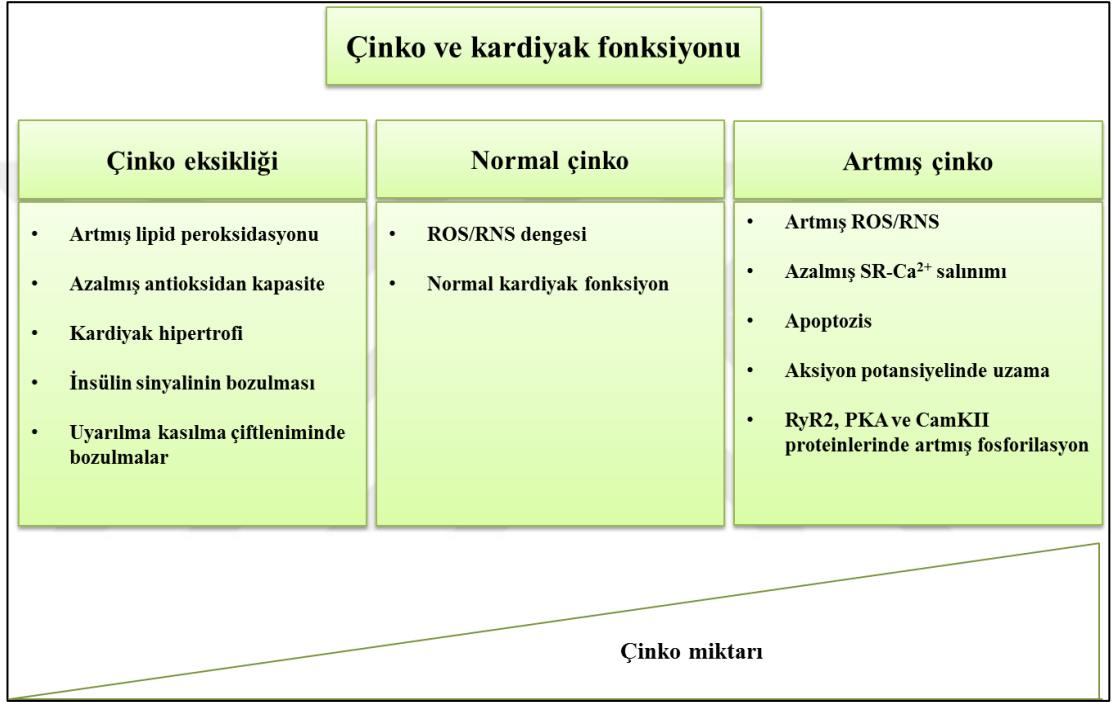 Çinko ve kardiyak fonksiyonu
Çinko eksikliği
• Artmış lipid peroksidasyonu
• Azalmış antioksidan kapasite
• Kardiyak hipertrofi
• İnsülin sinyalinin bozulması
• Uyarılma kasılma çiftleniminde
bozulmalar
Normal çinko
• ROS/RNS dengesi
• Normal kardiyak fonksiyon
Artmış çinko
• Artmış ROS/RNS
• Azalmış SR-Ca²⁺ salınımı
• Apoptozis
• Aksiyon potansiyelinde uzama
• RyR2, PKA ve CamKII
proteinlerinde artmış fosforilasyon
Çinko miktarı